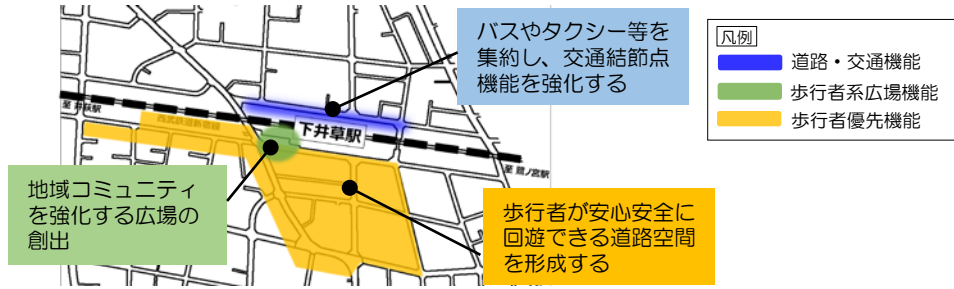 バスやタクシー等を
集約し、交通結節点
機能を強化する
凡例
道路・交通機能
歩行者系広場機能
歩行者優先機能
至 井荻駅
西武鉄道新宿線
下井草駅
至 鷺ノ宮駅
地域コミュニティ
を強化する広場の
創出
歩行者が安心安全に
回遊できる道路空間
を形成する